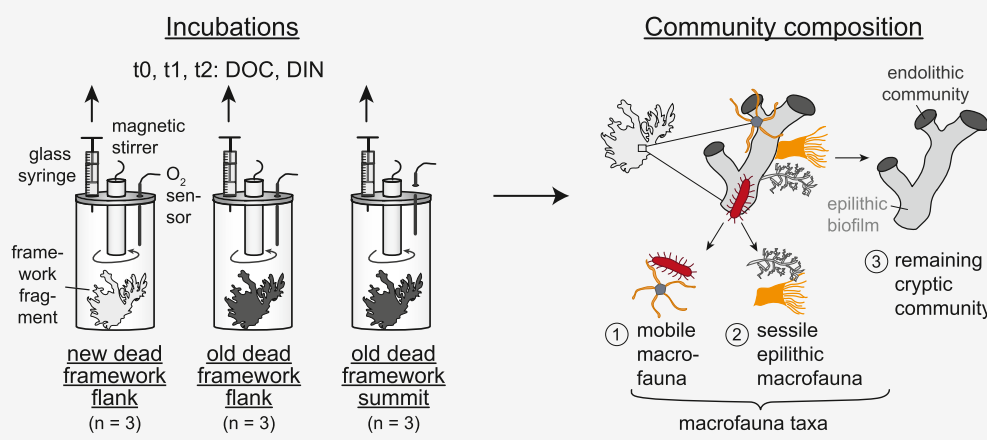 Incubations
t0, t1, t2: DOC, DIN
magnetic
stirrer
glass
syringe
O2
sen-
sor
frame-
work
frag-
ment
new dead
framework
flank
(n = 3)
old dead
framework
flank
(n = 3)
old dead
framework
summit
(n = 3)
Community composition
endolithic
community
epilithic
biofilm
1 mobile
macro-
fauna
2 sessile
epilithic
macrofauna
3 remaining
cryptic
community
macrofauna taxa